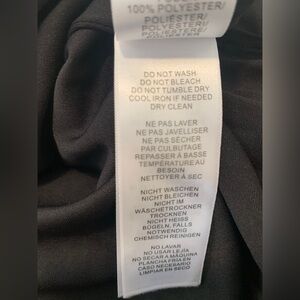 100% POLYESTER/
POLIÉSTER/
POLYESTER/
DO NOT WASH
DO NOT BLEACH
DO NOT TUMBLE DRY
COOL IRON IF NEEDED
DRY CLEAN
NE PAS LAVER
NE PAS JAVELLISER
NE PAS SÉCHER
PAR CULBUTAGE
REPASSER À BASSE
TEMPÉRATURE AU
BESOIN
NETTOYER À SEC
NICHT WASCHEN
NICHT BLEICHEN
NICHT IM
WÄSCHETROCKNER
TROCKNEN
NICHT HEISS
BÜGELN, FALLS
NOTWENDIG
CHEMISCH REINIGEN
NO LAVAR
NO USAR LEJÍA
NO SECAR A MÁQUINA
PLANCHA FRÍA EN
CASO NECESARIO
LIMPIAR EN SECO